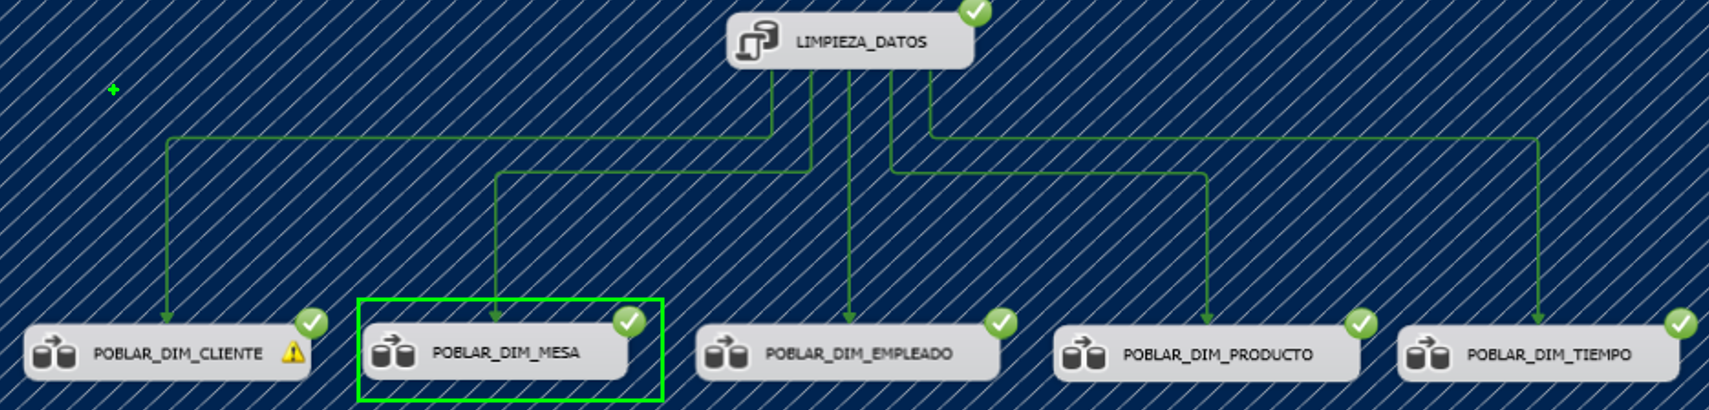 LIMPIEZA_DATOS
POBLAR_DIM_CLIENTE
POBLAR_DIM_MESA
POBLAR_DIM_EMPLEADO
POBLAR_DIM_PRODUCTO
POBLAR_DIM_TIEMPO